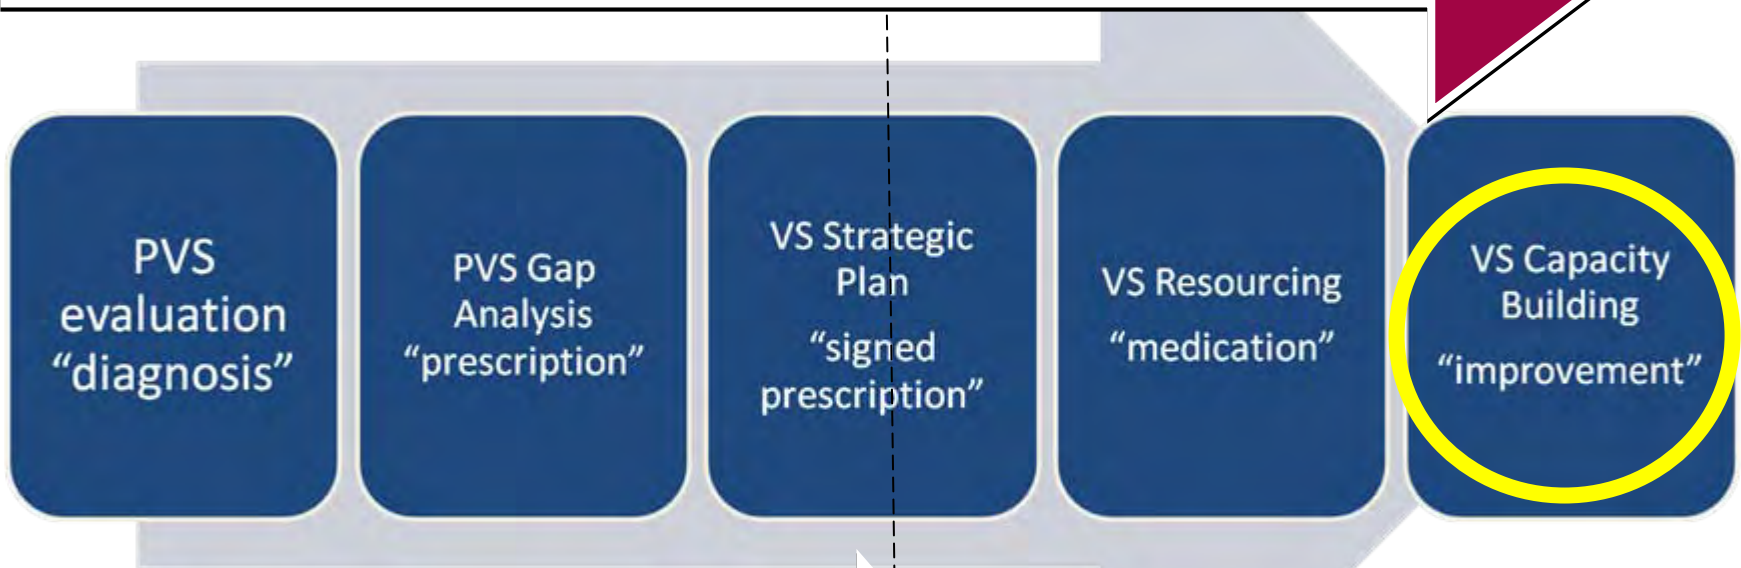 PVS
evaluation
“diagnosis”
PVS Gap
Analysis
“prescription”
VS Strategic
Plan
“signed
prescription”
VS Resourcing
“medication”
VS Capacity
Building
“improvement”